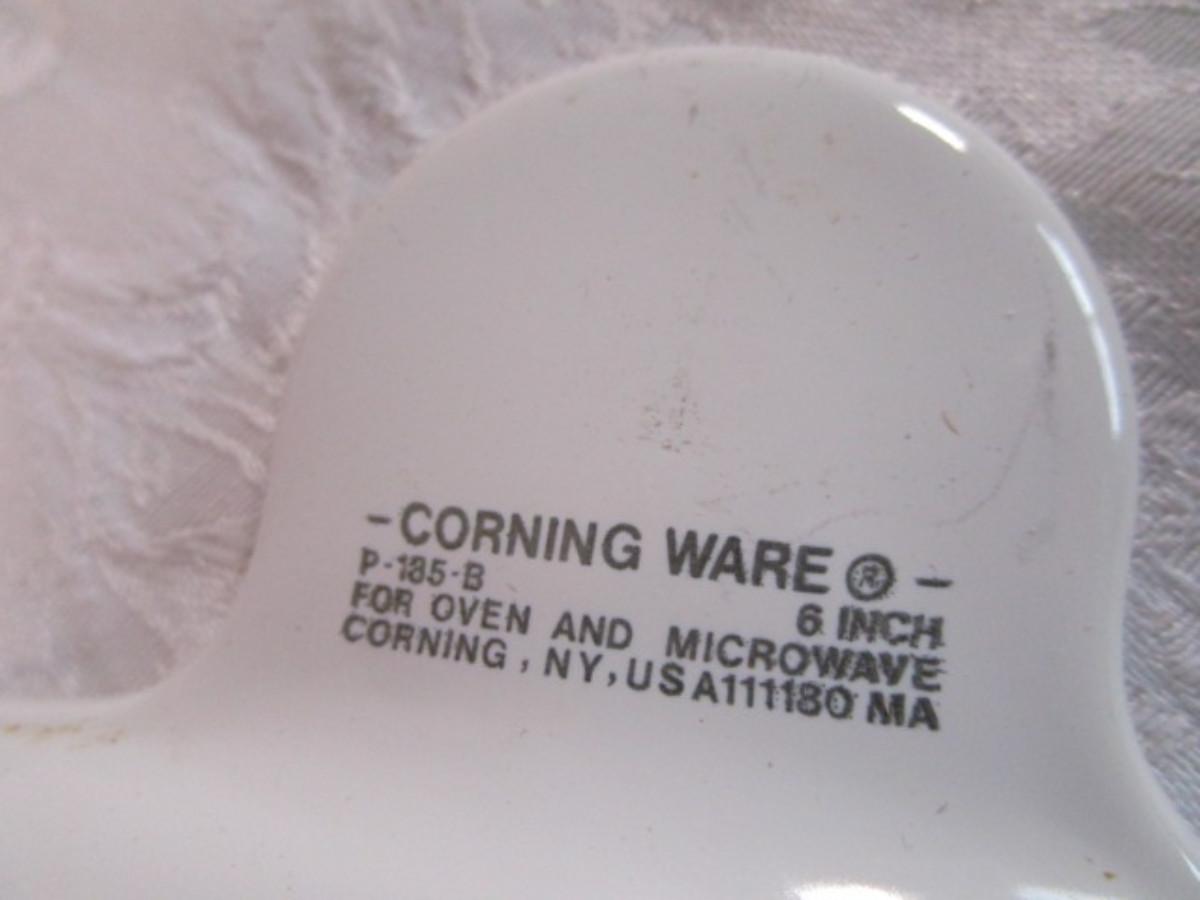 -CORNING WARE ® -
P-185-B
6 INCH
FOR OVEN AND MICROWAVE
CORNING, NY, USA111180 MA